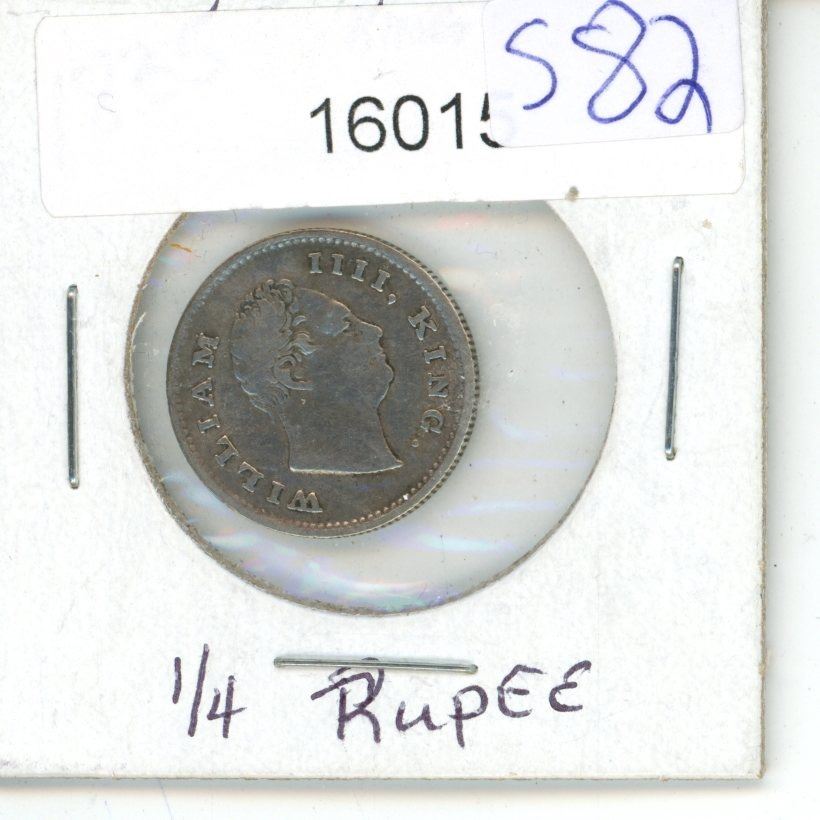 S82
16015
WILLIAM IIII, KING.
1/4 RupEE